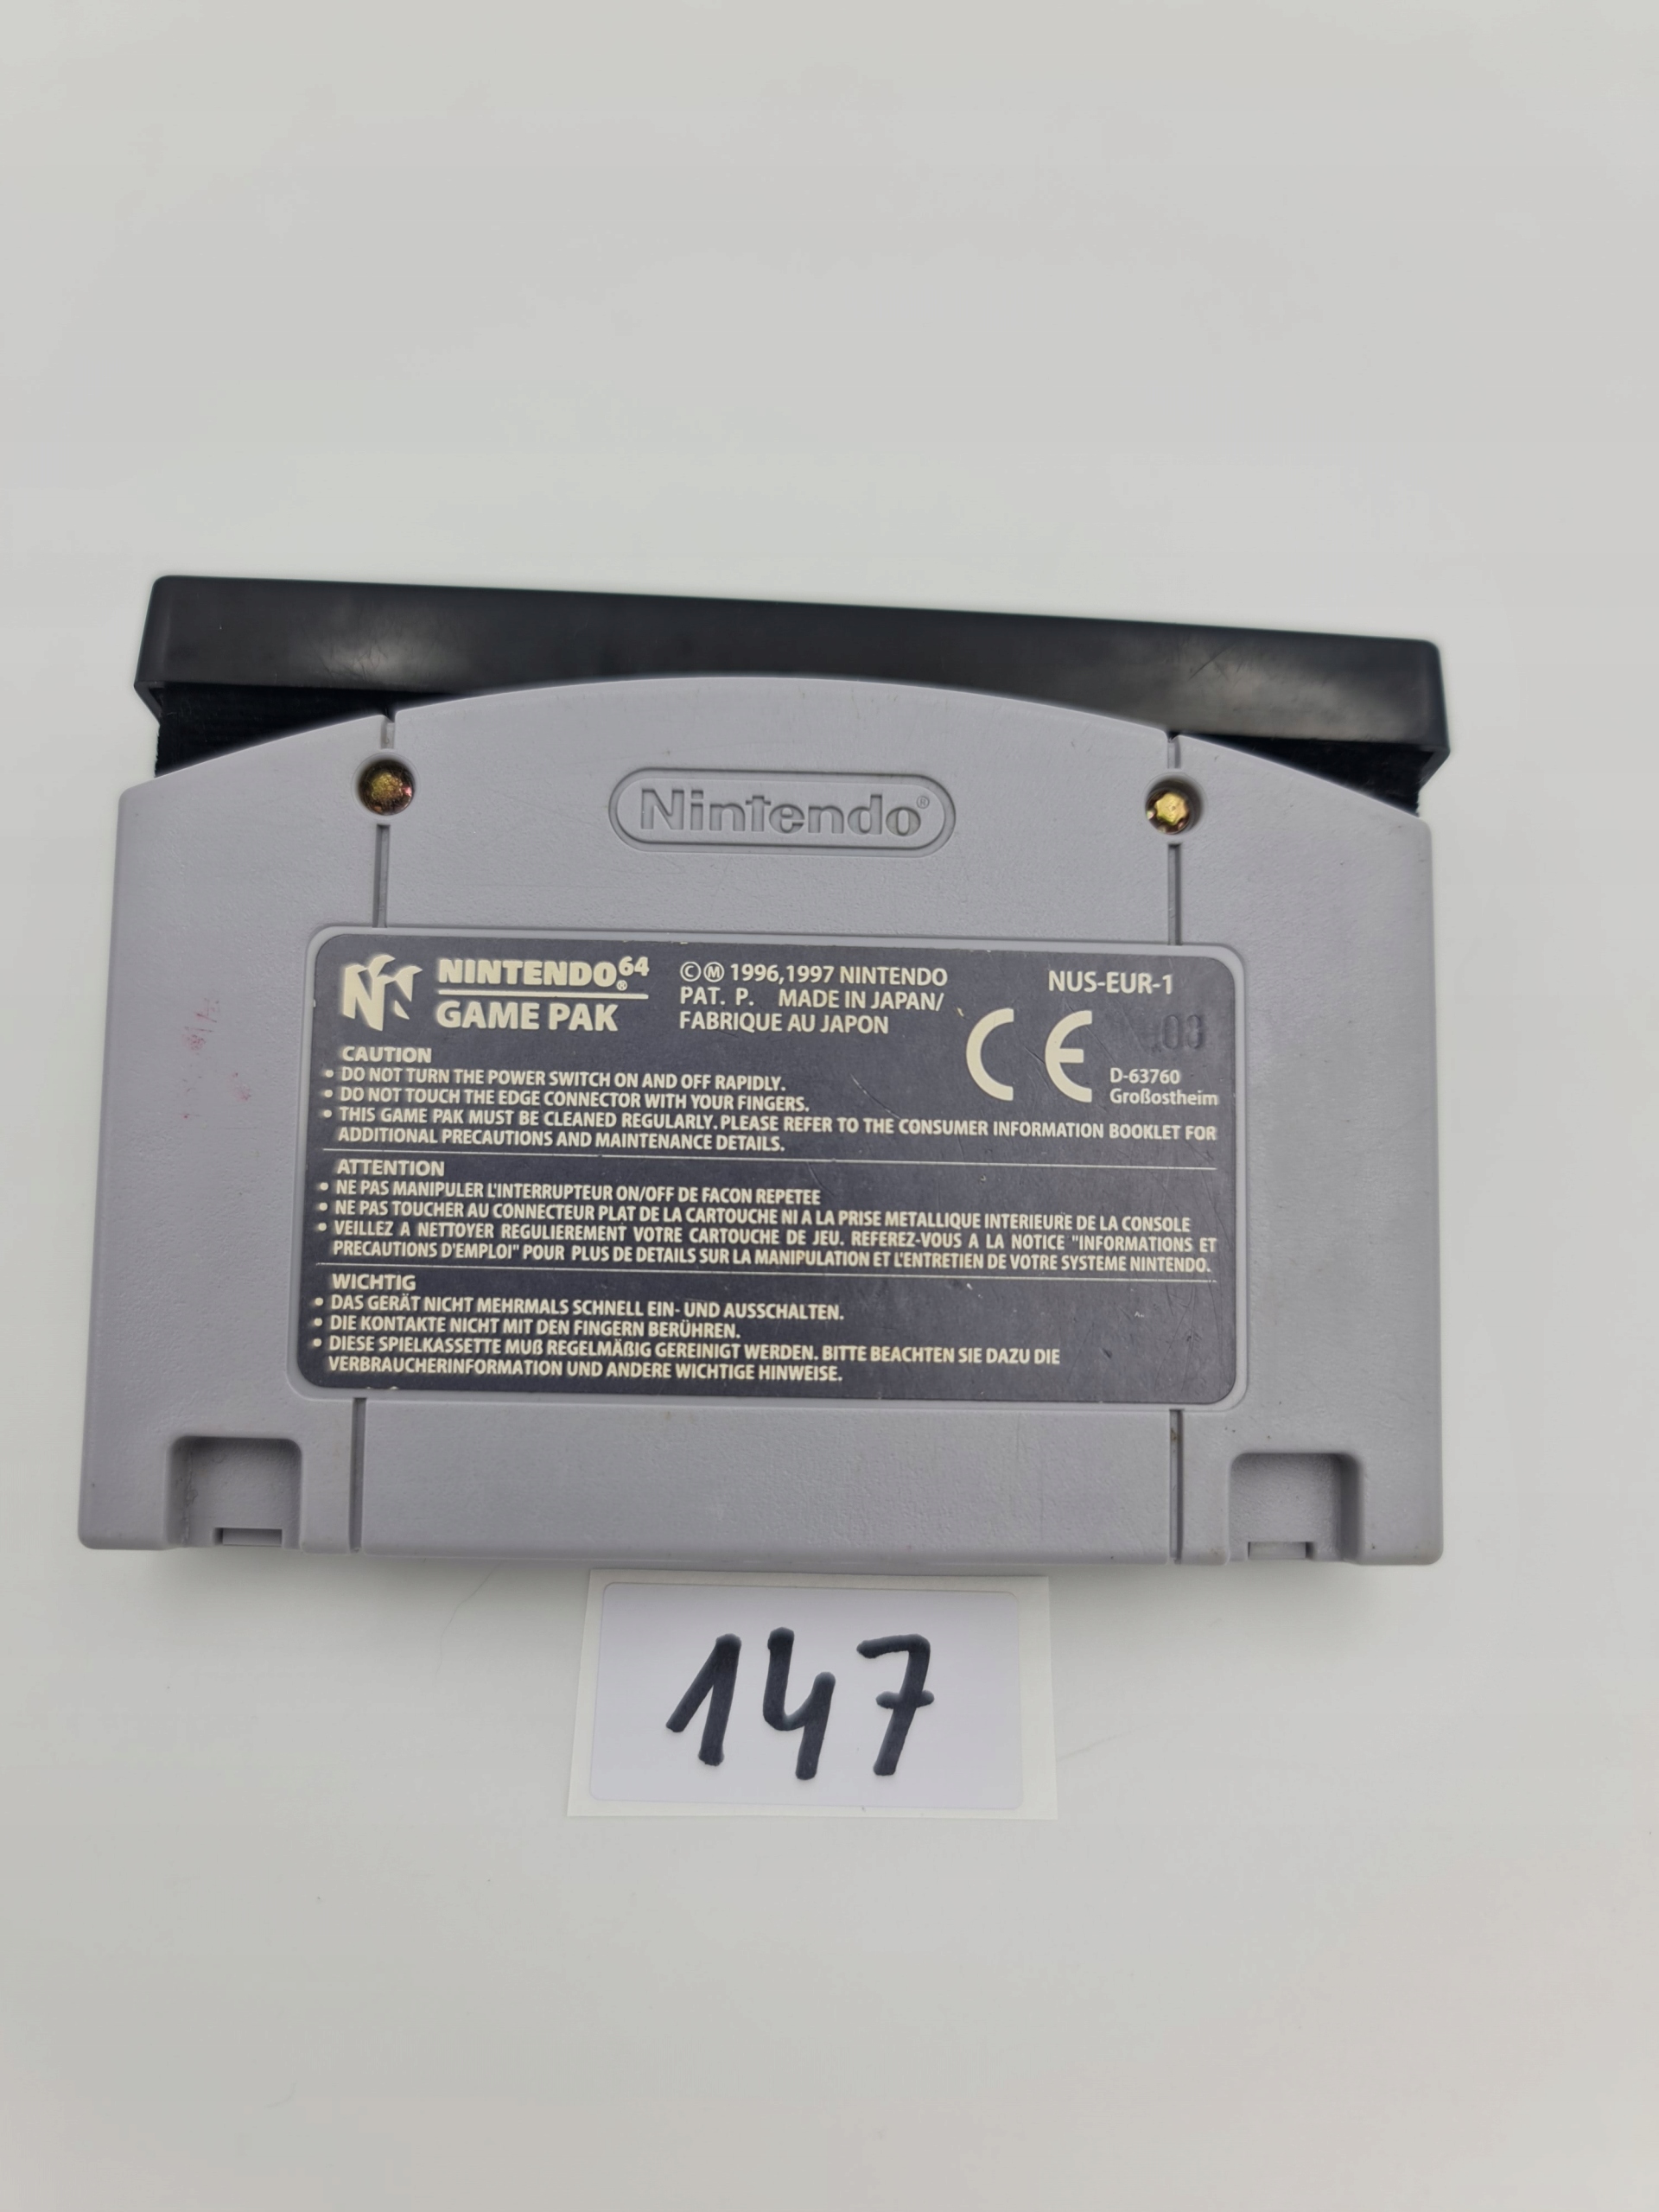 Nintendo®
NINTENDO64®
GAME PAK
©Ⓜ 1996,1997 NINTENDO
PAT. P. MADE IN JAPAN/
FABRIQUE AU JAPON
NUS-EUR-1
CE
03
D-63760
Großostheim
CAUTION
• DO NOT TURN THE POWER SWITCH ON AND OFF RAPIDLY.
• DO NOT TOUCH THE EDGE CONNECTOR WITH YOUR FINGERS.
• THIS GAME PAK MUST BE CLEANED REGULARLY. PLEASE REFER TO THE CONSUMER INFORMATION BOOKLET FOR
ADDITIONAL PRECAUTIONS AND MAINTENANCE DETAILS.
ATTENTION
• NE PAS MANIPULER L'INTERRUPTEUR ON/OFF DE FACON REPETEE
• NE PAS TOUCHER AU CONNECTEUR PLAT DE LA CARTOUCHE NI A LA PRISE METALLIQUE INTERIEURE DE LA CONSOLE
• VEILLEZ A NETTOYER REGULIEREMENT VOTRE CARTOUCHE DE JEU. REFEREZ-VOUS A LA NOTICE "INFORMATIONS ET
PRECAUTIONS D'EMPLOI" POUR PLUS DE DETAILS SUR LA MANIPULATION ET L'ENTRETIEN DE VOTRE SYSTEME NINTENDO.
WICHTIG
• DAS GERÄT NICHT MEHRMALS SCHNELL EIN- UND AUSSCHALTEN.
• DIE KONTAKTE NICHT MIT DEN FINGERN BERÜHREN.
• DIESE SPIELKASSETTE MUß REGELMÄßIG GEREINIGT WERDEN. BITTE BEACHTEN SIE DAZU DIE
VERBRAUCHERINFORMATION UND ANDERE WICHTIGE HINWEISE.
147